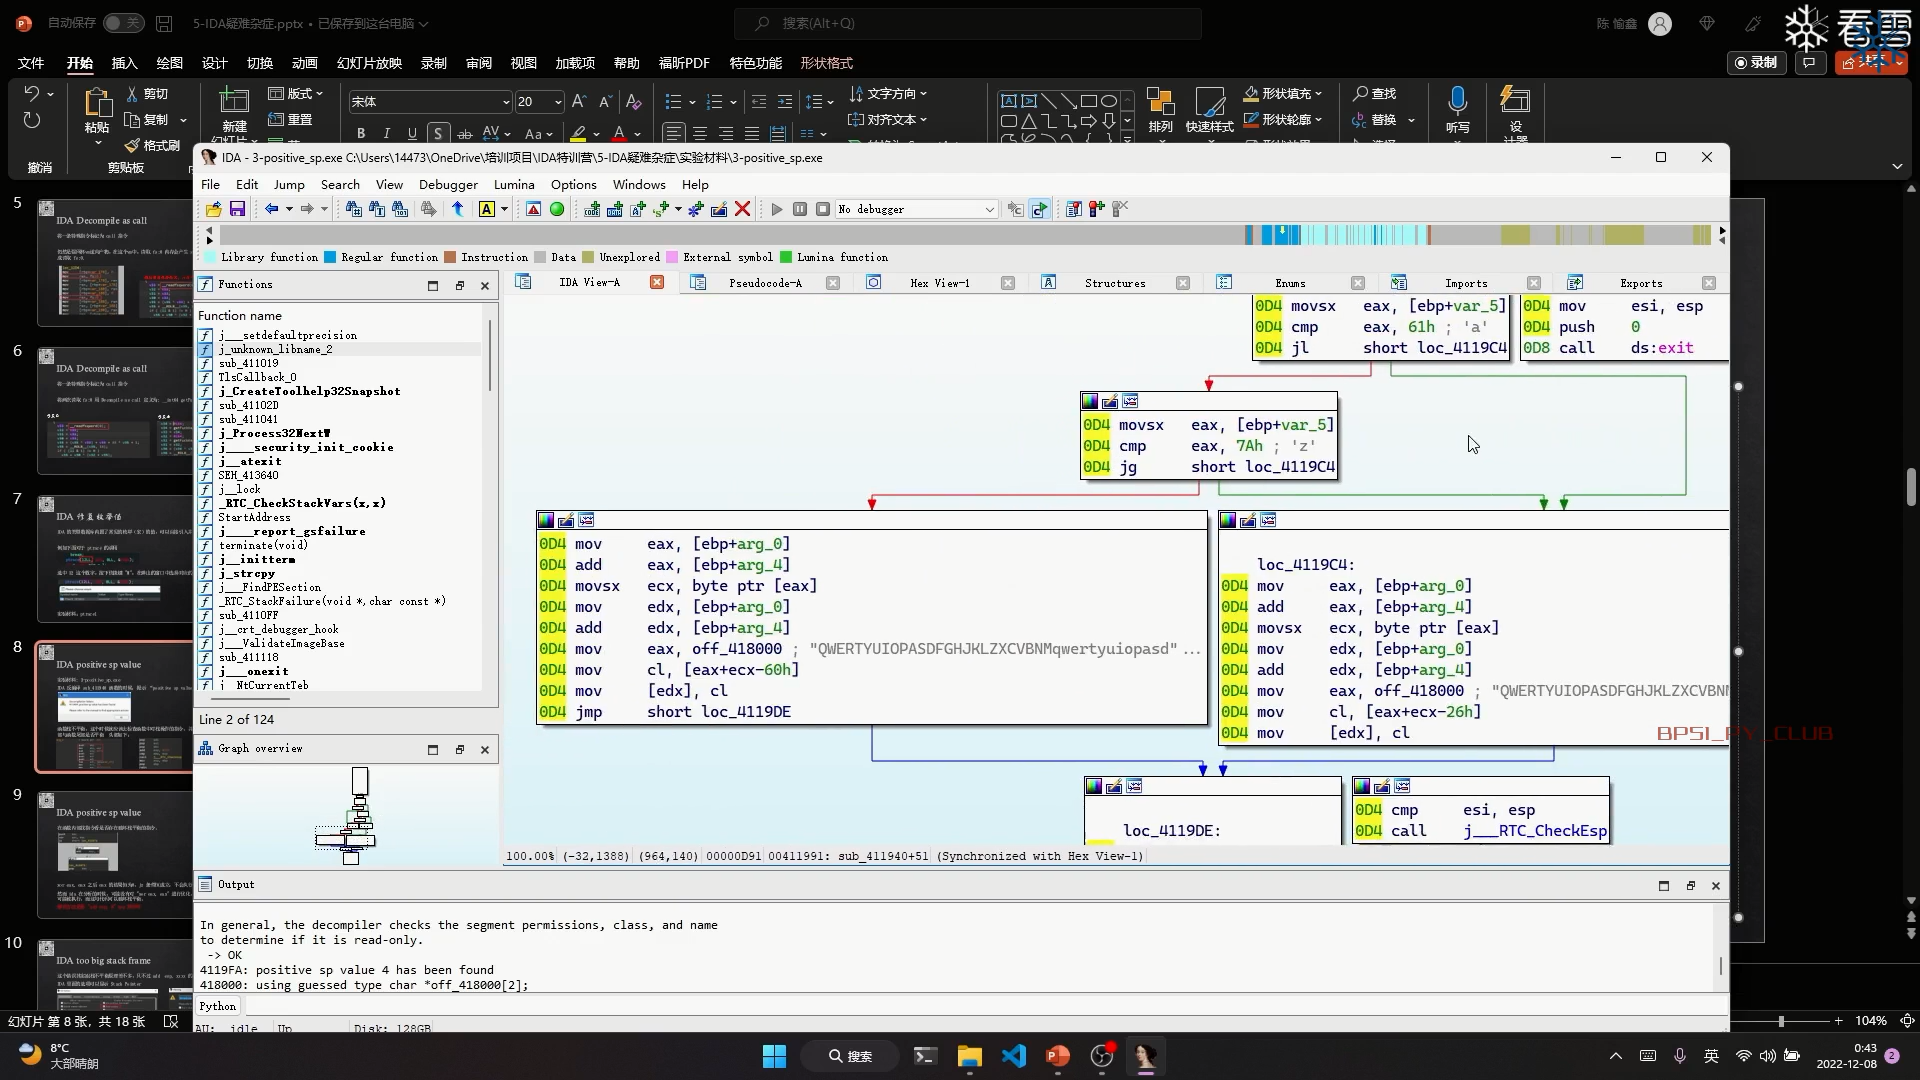 自动保存 关 5-IDA疑难杂症.pptx • 已保存到这台电脑
搜索(Alt+Q)
陈 愉鑫
看雪
文件 开始 插入 绘图 设计 切换 动画 幻灯片放映 录制 审阅 视图 加载项 帮助 福昕PDF 特色功能 形状格式
录制 共享
粘贴 剪切 复制 格式刷
新建
幻灯片
版式 重置
宋体 20
文字方向
对齐文本
排列 快速样式 形状填充 形状轮廓
查找
替换
听写
设
撤消 剪贴板
IDA - 3-positive_sp.exe C:\Users\14473\OneDrive\培训项目\IDA特训营\5-IDA疑难杂症\实验材料\3-positive_sp.exe
File Edit Jump Search View Debugger Lumina Options Windows Help
No debugger
Library function Regular function Instruction Data Unexplored External symbol Lumina function
Functions
IDA View-A Pseudocode-A Hex View-1 Structures Enums Imports Exports
Function name
j___setdefaultprecision
j_unknown_libname_2
sub_411019
TlsCallback_0
j_CreateToolhelp32Snapshot
sub_41102D
sub_411041
j_Process32NextW
j____security_init_cookie
j__atexit
SEH_413640
j__lock
_RTC_CheckStackVars(x,x)
StartAddress
j____report_gsfailure
terminate(void)
j__initterm
j_strcpy
j___FindPESection
_RTC_StackFailure(void *,char const *)
sub_4110FF
j__crt_debugger_hook
j___ValidateImageBase
sub_411118
j___onexit
j__NtCurrentTeb
Line 2 of 124
Graph overview
0D4 movsx eax, [ebp+var_5]
0D4 cmp eax, 61h ; 'a'
0D4 jl short loc_4119C4
0D4 mov esi, esp
0D4 push 0
0D8 call ds:exit
0D4 movsx eax, [ebp+var_5]
0D4 cmp eax, 7Ah ; 'z'
0D4 jg short loc_4119C4
0D4 mov eax, [ebp+arg_0]
0D4 add eax, [ebp+arg_4]
0D4 movsx ecx, byte ptr [eax]
0D4 mov edx, [ebp+arg_0]
0D4 add edx, [ebp+arg_4]
0D4 mov eax, off_418000 ; "QWERTYUIOPASDFGHJKLZXCVBNMqwertyuiopasd"...
0D4 mov cl, [eax+ecx-60h]
0D4 mov [edx], cl
0D4 jmp short loc_4119DE
loc_4119C4:
0D4 mov eax, [ebp+arg_0]
0D4 add eax, [ebp+arg_4]
0D4 movsx ecx, byte ptr [eax]
0D4 mov edx, [ebp+arg_0]
0D4 add edx, [ebp+arg_4]
0D4 mov eax, off_418000 ; "QWERTYUIOPASDFGHJKLZXCVBN
0D4 mov cl, [eax+ecx-26h]
0D4 mov [edx], cl
BPSI_PY_CLUB
loc_4119DE:
0D4 cmp esi, esp
0D4 call j___RTC_CheckEsp
100.00% (-32,1388) (964,140) 00000D91 00411991: sub_411940+51 (Synchronized with Hex View-1)
Output
In general, the decompiler checks the segment permissions, class, and name
to determine if it is read-only.
-> OK
4119FA: positive sp value 4 has been found
418000: using guessed type char *off_418000[2];
Python
AU: idle Up Disk: 128GB
5
IDA Decompile as call
6
IDA Decompile as call
7
IDA 修复枚举值
8
IDA positive sp value
9
IDA positive sp value
10
IDA too big stack frame
幻灯片 第 8 张，共 18 张
104%
8°C
大部晴朗
搜索
英
0:43
2022-12-08
2